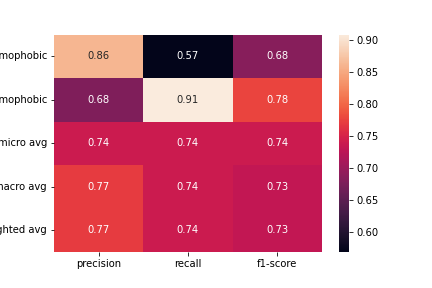 mophobic 0.86 0.57 0.68
mophobic 0.68 0.91 0.78
micro avg 0.74 0.74 0.74
nacro avg 0.77 0.74 0.73
ghted avg 0.77 0.74 0.73
precision recall f1-score
0.90
0.85
0.80
0.75
0.70
0.65
0.60